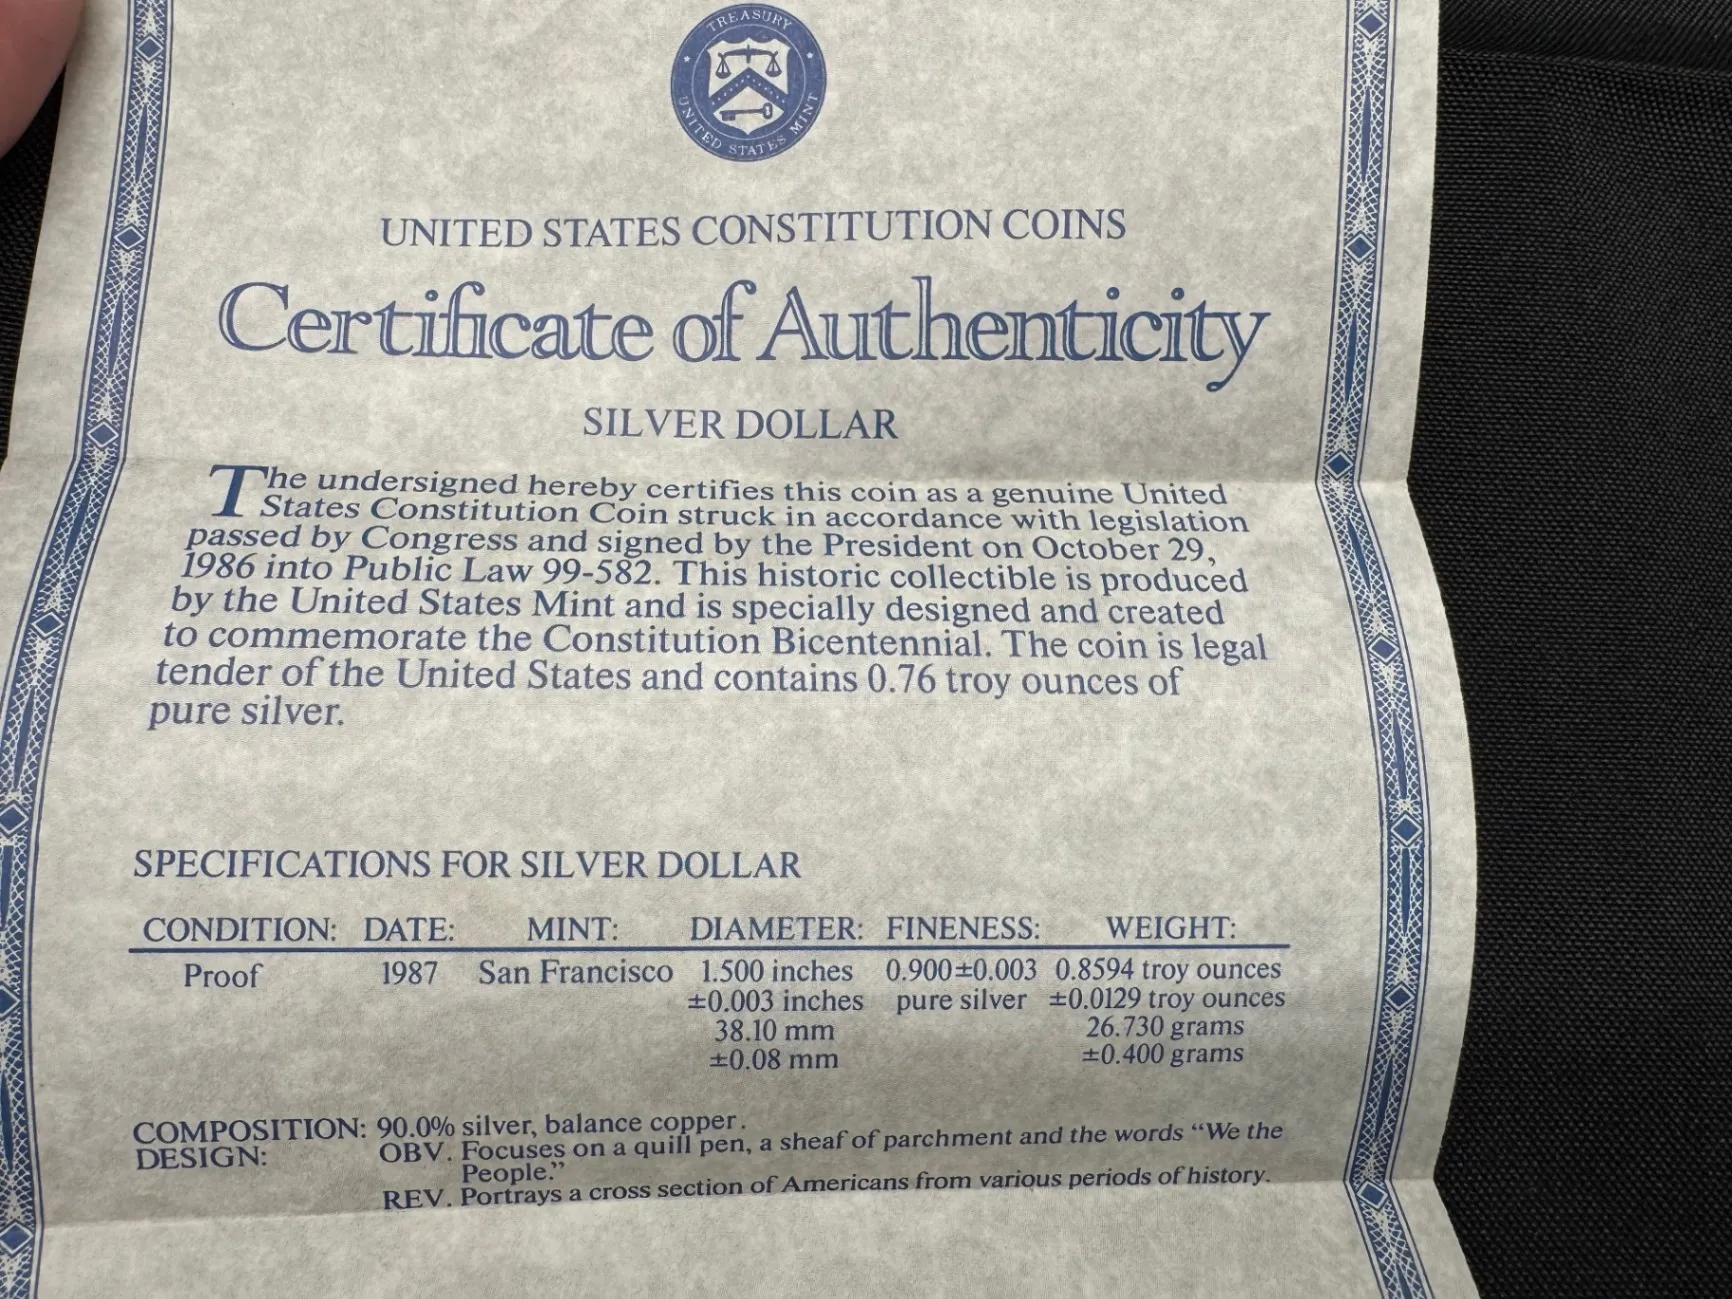 TREASURY
UNITED STATES MINT
UNITED STATES CONSTITUTION COINS
Certificate of Authenticity
SILVER DOLLAR
The undersigned hereby certifies this coin as a genuine United
States Constitution Coin struck in accordance with legislation
passed by Congress and signed by the President on October 29,
1986 into Public Law 99-582. This historic collectible is produced
by the United States Mint and is specially designed and created
to commemorate the Constitution Bicentennial. The coin is legal
tender of the United States and contains 0.76 troy ounces of
pure silver.
SPECIFICATIONS FOR SILVER DOLLAR
CONDITION: DATE: MINT: DIAMETER: FINENESS: WEIGHT:
Proof 1987 San Francisco 1.500 inches 0.900±0.003 0.8594 troy ounces
±0.003 inches pure silver ±0.0129 troy ounces
38.10 mm 26.730 grams
±0.08 mm ±0.400 grams
COMPOSITION: 90.0% silver, balance copper.
DESIGN: OBV. Focuses on a quill pen, a sheaf of parchment and the words “We the
People.”
REV. Portrays a cross section of Americans from various periods of history.